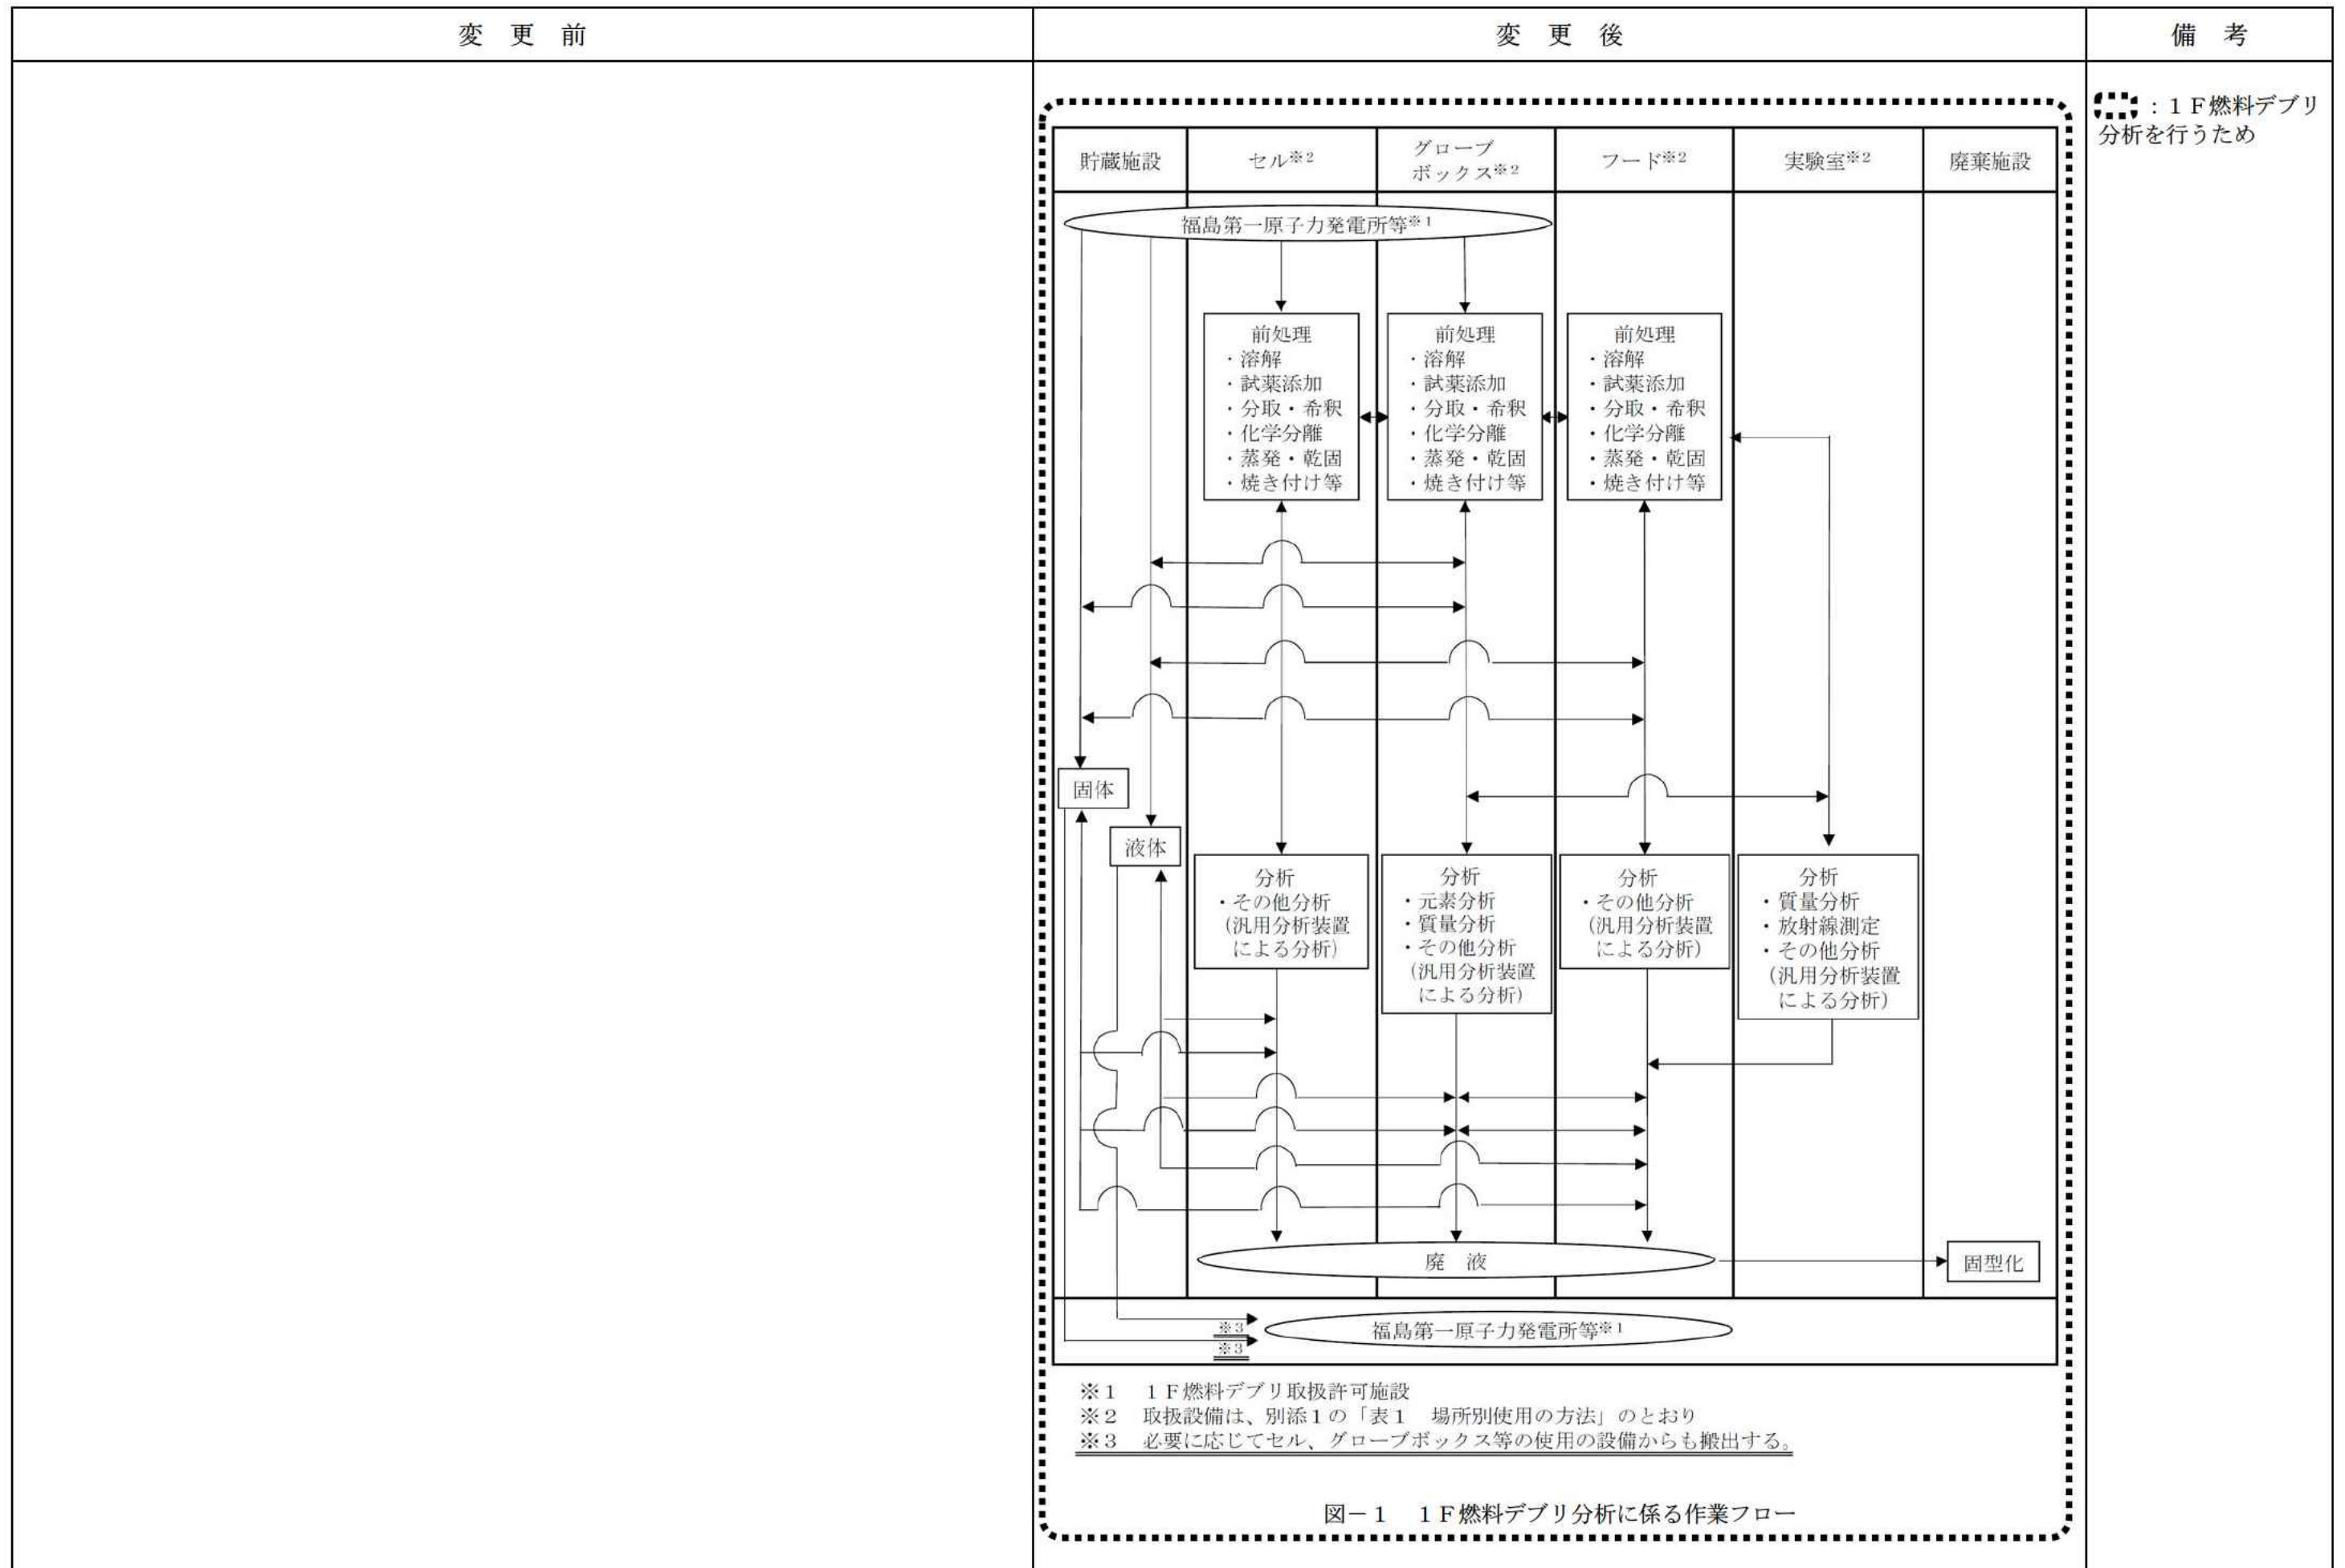 変 更 前
変 更 後
備 考
：１Ｆ燃料デブリ
分析を行うため
貯蔵施設
セル※２
グローブ
ボックス※２
フード※２
実験室※２
廃棄施設
福島第一原子力発電所等※１
前処理
・溶解
・試薬添加
・分取・希釈
・化学分離
・蒸発・乾固
・焼き付け等
前処理
・溶解
・試薬添加
・分取・希釈
・化学分離
・蒸発・乾固
・焼き付け等
前処理
・溶解
・試薬添加
・分取・希釈
・化学分離
・蒸発・乾固
・焼き付け等
固体
液体
分析
・その他分析
（汎用分析装置
による分析）
分析
・元素分析
・質量分析
・その他分析
（汎用分析装置
による分析）
分析
・その他分析
（汎用分析装置
による分析）
分析
・質量分析
・放射線測定
・その他分析
（汎用分析装置
による分析）
廃 液
固型化
※３
※３
福島第一原子力発電所等※１
※１ １Ｆ燃料デブリ取扱許可施設
※２ 取扱設備は、別添１の「表１ 場所別使用の方法」のとおり
※３ 必要に応じてセル、グローブボックス等の使用の設備からも搬出する。
図－１ １Ｆ燃料デブリ分析に係る作業フロー